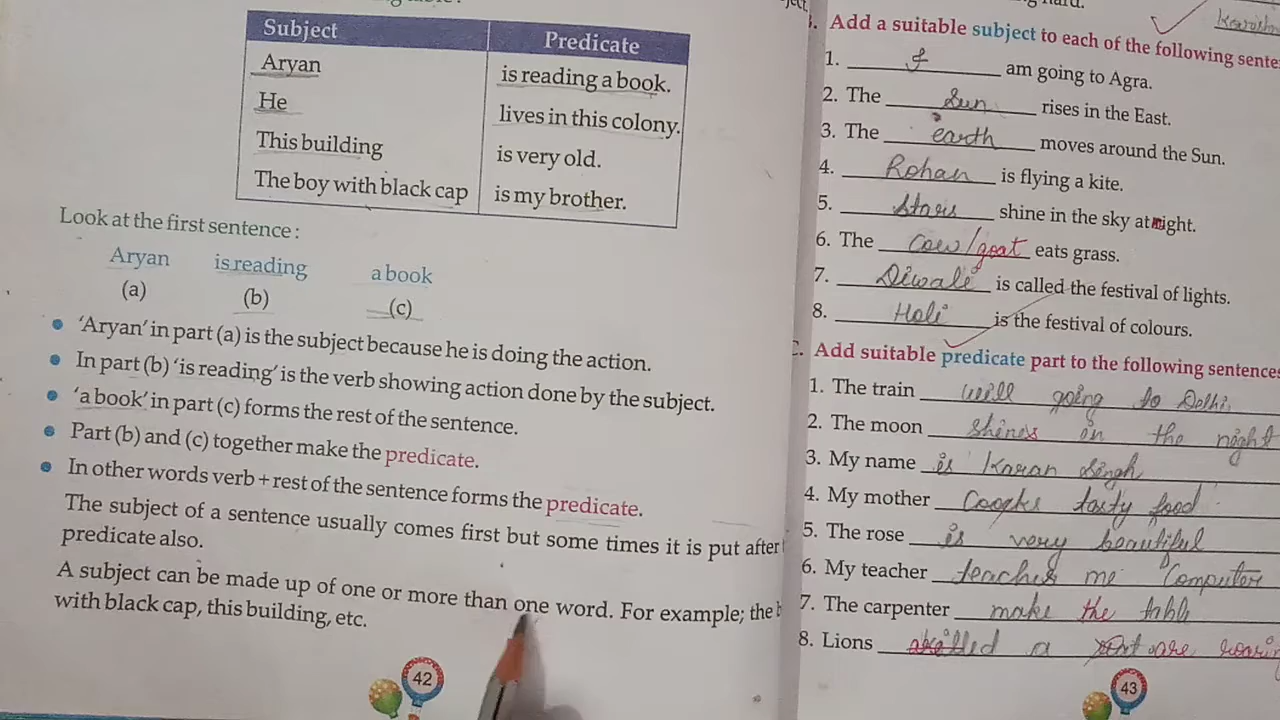 Subject Predicate
Aryan is reading a book.
He lives in this colony.
This building is very old.
The boy with black cap is my brother.
Look at the first sentence :
Aryan is reading a book
(a) (b) (c)
• 'Aryan' in part (a) is the subject because he is doing the action.
• In part (b) 'is reading' is the verb showing action done by the subject.
• 'a book' in part (c) forms the rest of the sentence.
• Part (b) and (c) together make the predicate.
• In other words verb + rest of the sentence forms the predicate.
The subject of a sentence usually comes first but some times it is put after
predicate also.
A subject can be made up of one or more than one word. For example; the
with black cap, this building, etc.
42
hard.
Add a suitable subject to each of the following
1. I am going to Agra.
2. The Sun rises in the East.
3. The earth moves around the Sun.
4. Rohan is flying a kite.
5. Stars shine in the sky at night.
6. The cow/goat eats grass.
7. Diwali is called the festival of lights.
8. Holi is the festival of colours.
C. Add suitable predicate part to the following sentences
1. The train will going to Delhi.
2. The moon shines in the night
3. My name is Karan Singh
4. My mother cooks tasty food.
5. The rose is very beautiful
6. My teacher teaches me Computer
7. The carpenter make the table
8. Lions a are
43